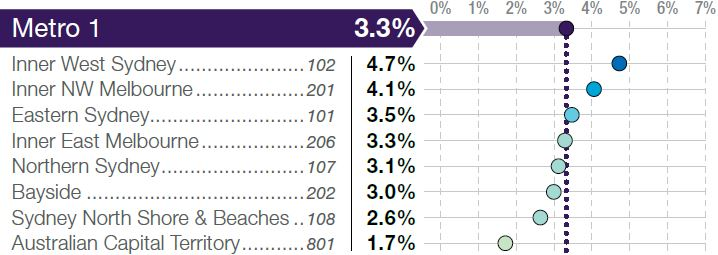 0% 1% 2% 3% 4% 5% 6% 7%
Metro 1 3.3%
Inner West Sydney.......................102 4.7%
Inner NW Melbourne....................201 4.1%
Eastern Sydney............................101 3.5%
Inner East Melbourne...................206 3.3%
Northern Sydney..........................107 3.1%
Bayside ........................................202 3.0%
Sydney North Shore & Beaches ..108 2.6%
Australian Capital Territory...........801 1.7%